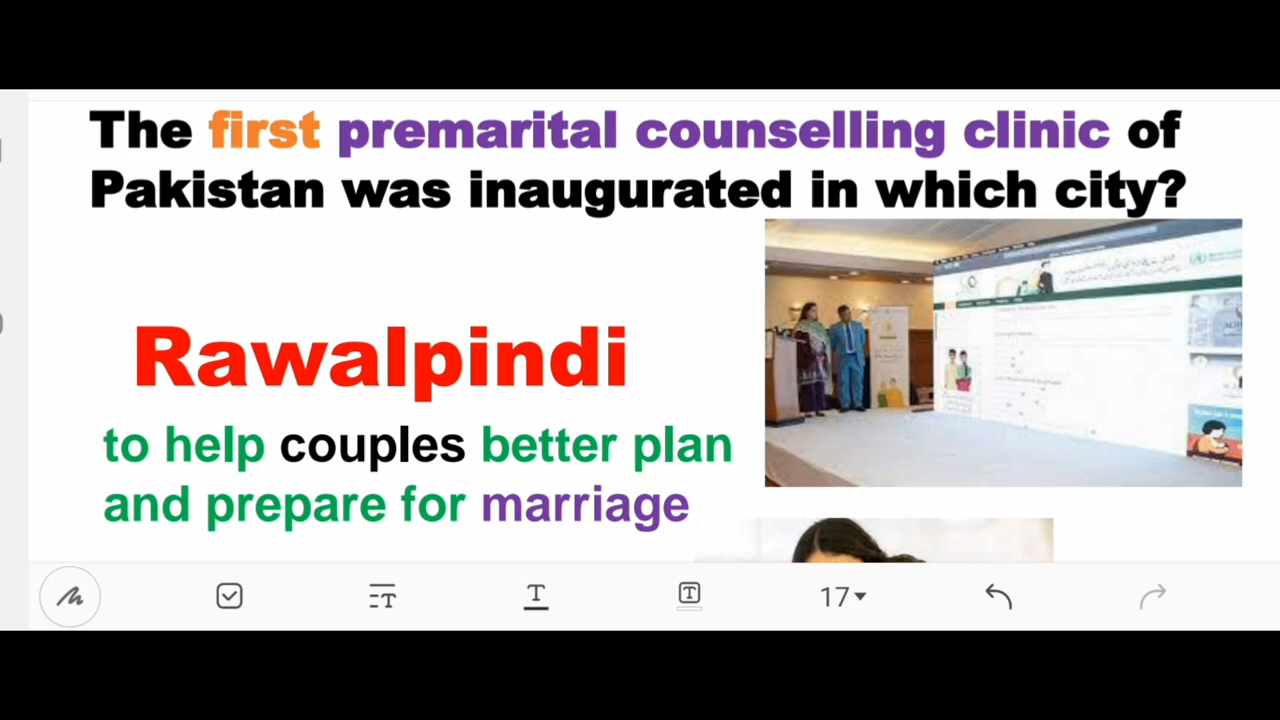 The first premarital counselling clinic of
Pakistan was inaugurated in which city?
Rawalpindi
to help couples better plan
and prepare for marriage
17